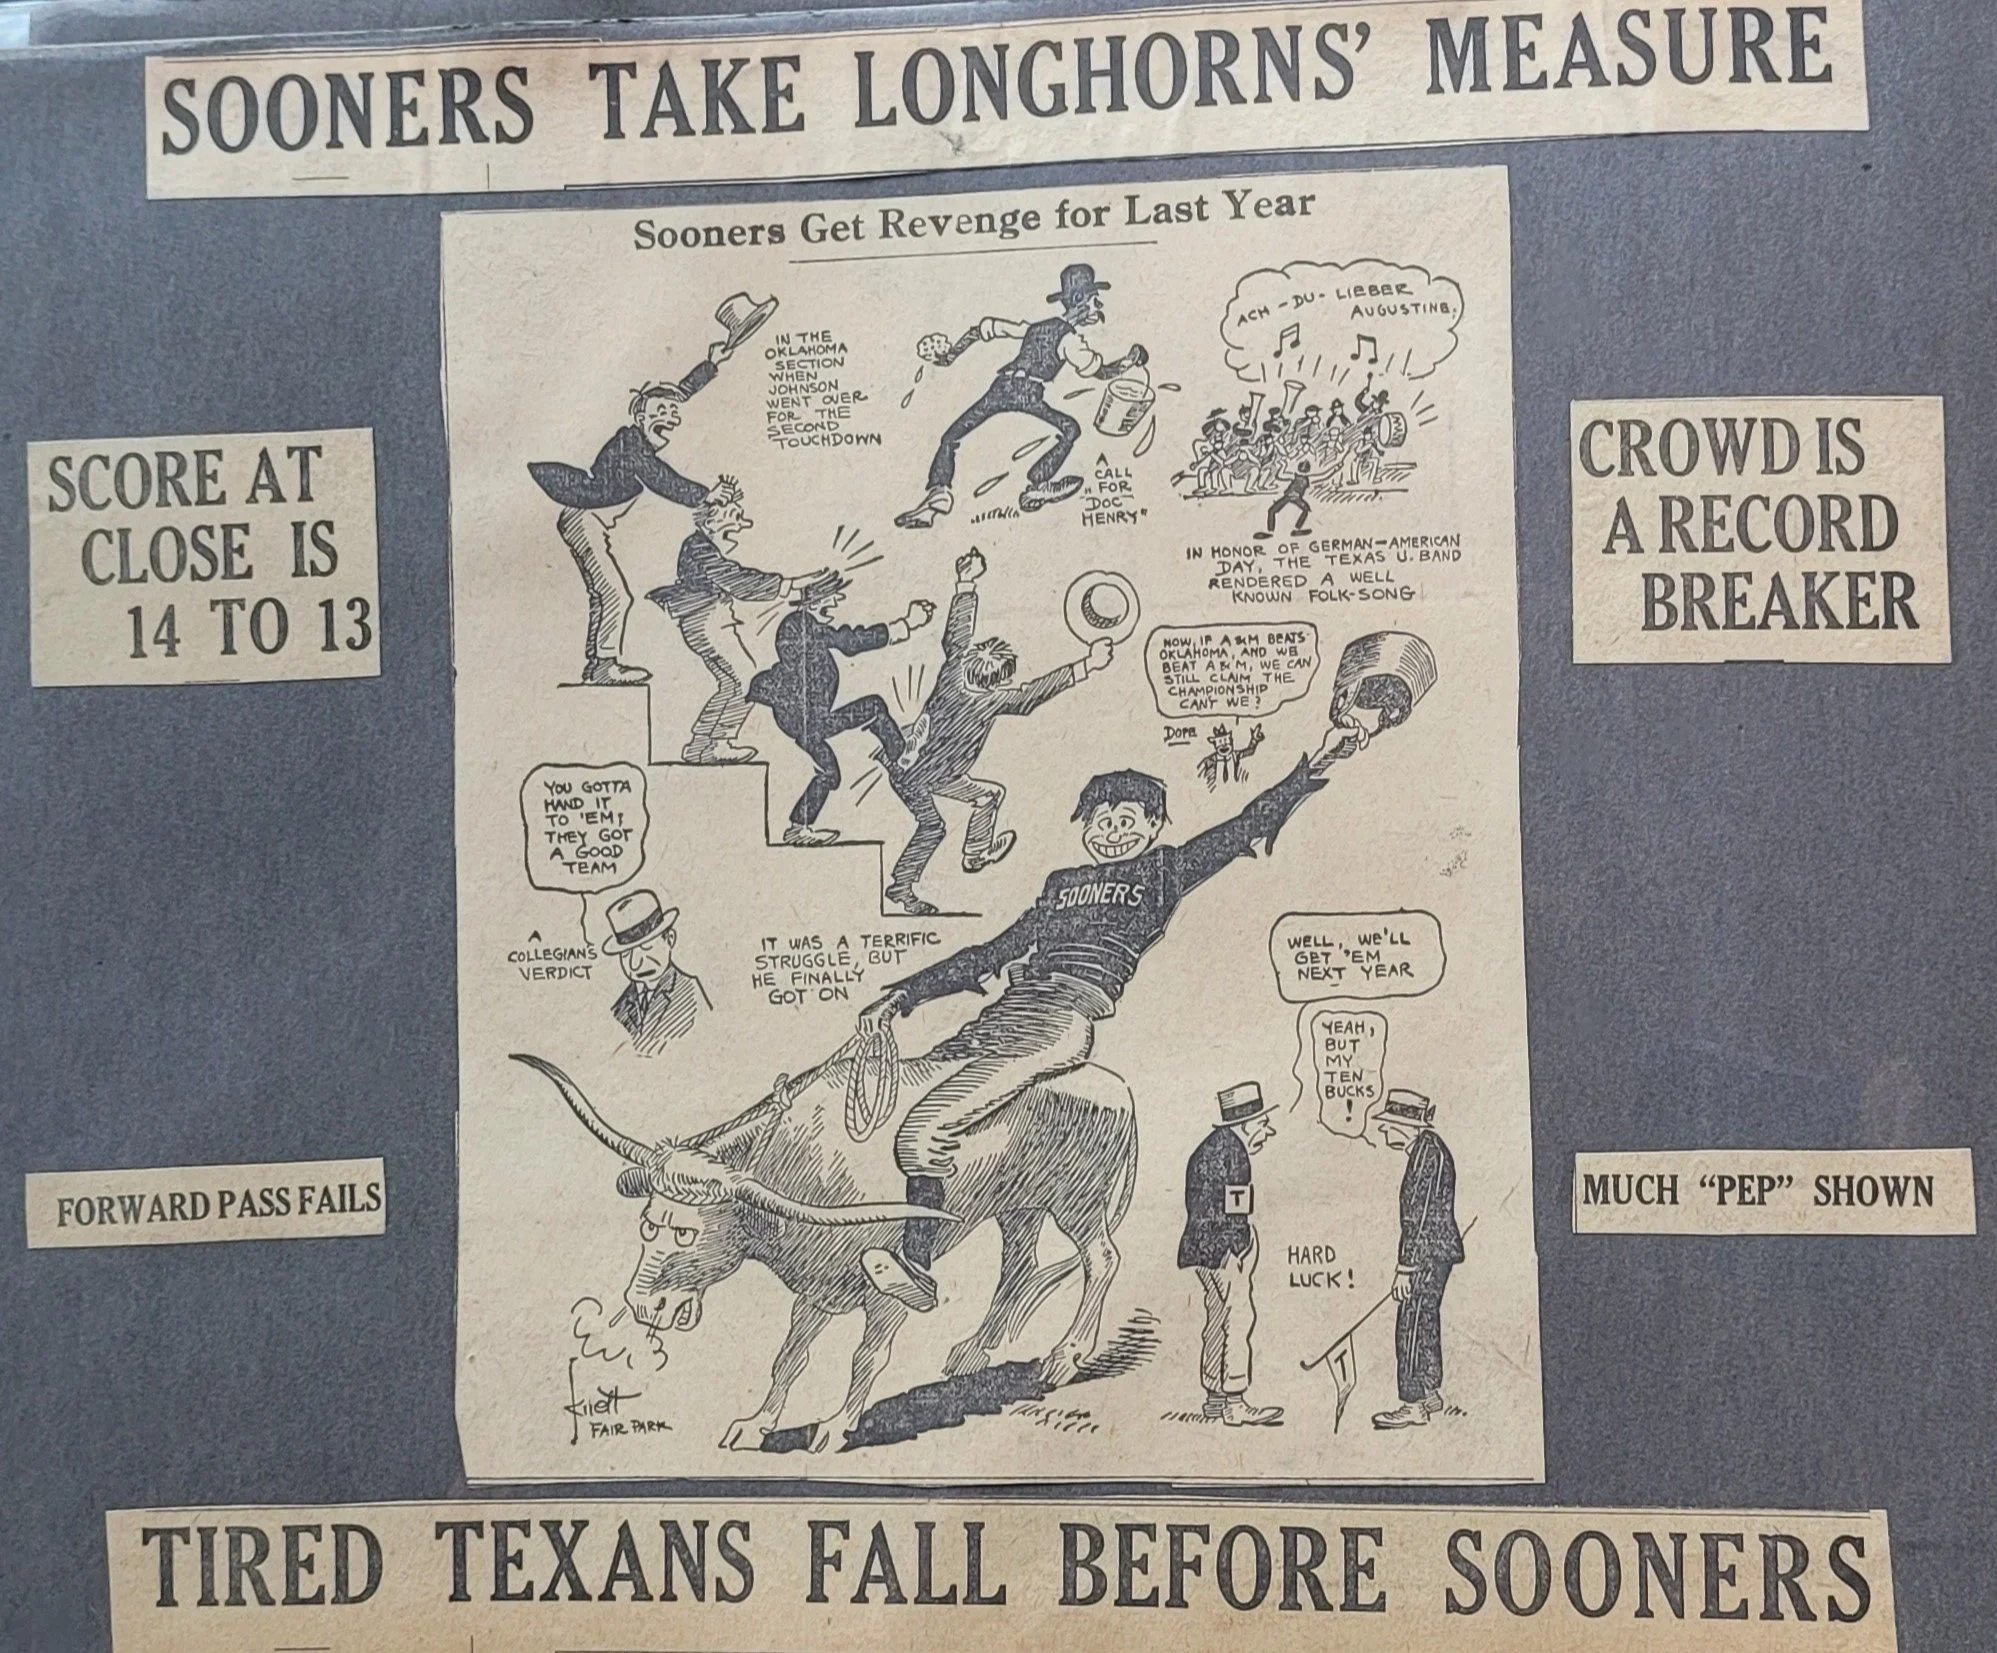 SOONERS TAKE LONGHORNS' MEASURE
Sooners Get Revenge for Last Year
SCORE AT
CLOSE IS
14 TO 13
CROWD IS
A RECORD
BREAKER
IN THE
OKLAHOMA
SECTION
WHEN
JOHNSON
WENT OVER
FOR THE
SECOND
TOUCHDOWN
A
CALL
"FOR
DOC
HENRY"
ACH - DU - LIEBER
AUGUSTINE.
IN HONOR OF GERMAN-AMERICAN
DAY, THE TEXAS U. BAND
RENDERED A WELL
KNOWN FOLK-SONG
NOW, IF A&M BEATS
OKLAHOMA, AND WE
BEAT A&M, WE CAN
STILL CLAIM THE
CHAMPIONSHIP
CAN'T WE?
DOPE
YOU GOTTA
HAND IT
TO 'EM;
THEY GOT
A GOOD
TEAM
A
COLLEGIAN'S
VERDICT
IT WAS A TERRIFIC
STRUGGLE, BUT
HE FINALLY
GOT ON
SOONERS
WELL, WE'LL
GET 'EM
NEXT YEAR
YEAH,
BUT
MY
TEN
BUCKS
!
T
HARD
LUCK!
T
FAIR PARK
FORWARD PASS FAILS
MUCH "PEP" SHOWN
TIRED TEXANS FALL BEFORE SOONERS